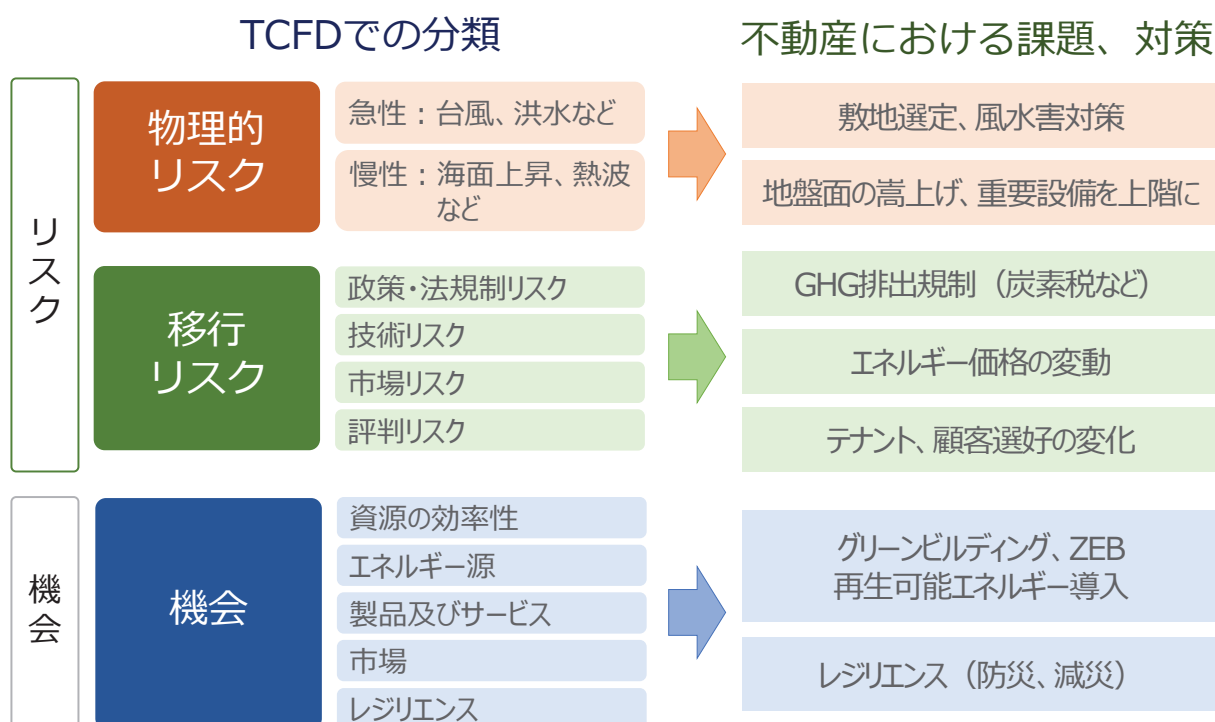 TCFDでの分類
不動産における課題、対策
リスク
物理的
リスク
急性：台風、洪水など
慢性：海面上昇、熱波
など
敷地選定、風水害対策
地盤面の嵩上げ、重要設備を上階に
移行
リスク
政策・法規制リスク
技術リスク
市場リスク
評判リスク
GHG排出規制（炭素税など）
エネルギー価格の変動
テナント、顧客選好の変化
機会
機会
資源の効率性
エネルギー源
製品及びサービス
市場
レジリエンス
グリーンビルディング、ZEB
再生可能エネルギー導入
レジリエンス（防災、減災）